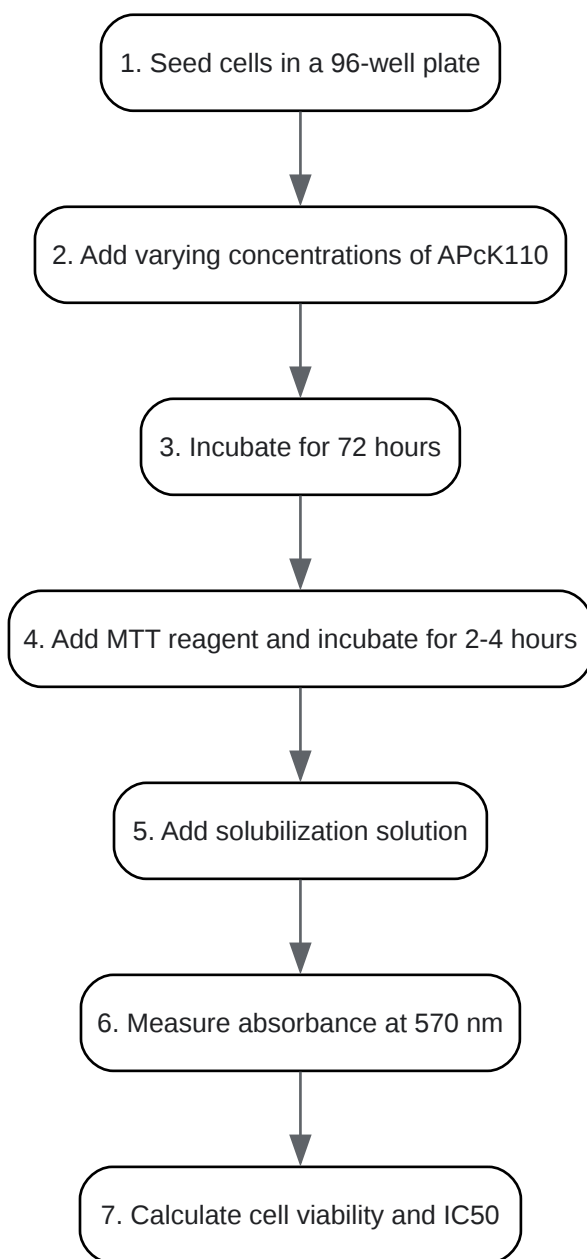 1. Seed cells in a 96-well plate
2. Add varying concentrations of APcK110
3. Incubate for 72 hours
4. Add MTT reagent and incubate for 2-4 hours
5. Add solubilization solution
6. Measure absorbance at 570 nm
7. Calculate cell viability and IC50